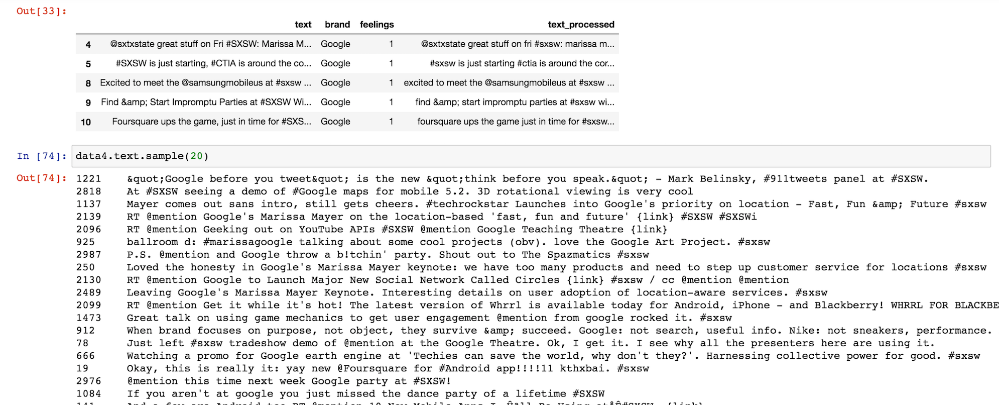 Out[33]:
text brand feelings text_processed
4 @sxtxstate great stuff on Fri #SXSW: Marissa M... Google 1 @sxtxstate great stuff on fri #sxsw: marissa m...
5 #SXSW is just starting, #CTIA is around the co... Google 1 #sxsw is just starting #ctia is around the cor...
8 Excited to meet the @samsungmobileus at #sxsw ... Google 1 excited to meet the @samsungmobileus at #sxsw ...
9 Find &amp; Start Impromptu Parties at #SXSW Wi... Google 1 find &amp; start impromptu parties at #sxsw wi...
10 Foursquare ups the game, just in time for #SXS... Google 1 foursquare ups the game just in time for #sxsw...
In [74]: data4.text.sample(20)
Out[74]: 1221 &quot;Google before you tweet&quot; is the new &quot;think before you speak.&quot; - Mark Belinsky, #911tweets panel at #SXSW.
2818 At #SXSW seeing a demo of #Google maps for mobile 5.2. 3D rotational viewing is very cool
1137 Mayer comes out sans intro, still gets cheers. #techrockstar Launches into Google's priority on location - Fast, Fun &amp; Future #sxsw
2139 RT @mention Google's Marissa Mayer on the location-based 'fast, fun and future' {link} #SXSW #SXSWi
2096 RT @mention Geeking out on YouTube APIs #SXSW @mention Google Teaching Theatre {link}
925 ballroom d: #marissagoogle talking about some cool projects (obv). love the Google Art Project. #sxsw
2987 P.S. @mention and Google throw a b!tchin' party. Shout out to The Spazmatics #sxsw
250 Loved the honesty in Google's Marissa Mayer keynote: we have too many products and need to step up customer service for locations #sxsw
2130 RT @mention Google to Launch Major New Social Network Called Circles {link} #sxsw / cc @mention @mention
2489 Leaving Google's Marissa Mayer Keynote. Interesting details on user adoption of location-aware services. #sxsw
2099 RT @mention Get it while it's hot! The latest version of Whrrl is available today for Android, iPhone - and Blackberry! WHRRL FOR BLACKBE
1473 Great talk on using game mechanics to get user engagement @mention from google rocked it. #sxsw
912 When brand focuses on purpose, not object, they survive &amp; succeed. Google: not search, useful info. Nike: not sneakers, performance.
78 Just left #sxsw tradeshow demo of @mention at the Google Theatre. Ok, I get it. I see why all the presenters here are using it.
666 Watching a promo for Google earth engine at 'Techies can save the world, why don't they?'. Harnessing collective power for good. #sxsw
19 Okay, this is really it: yay new @Foursquare for #Android app!!!!11 kthxbai. #sxsw
2976 @mention this time next week Google party at #SXSW!
1084 If you aren't at google you just missed the dance party of a lifetime #SXSW
141 And a few are Android too RT @mention 10 New Mobile Apps